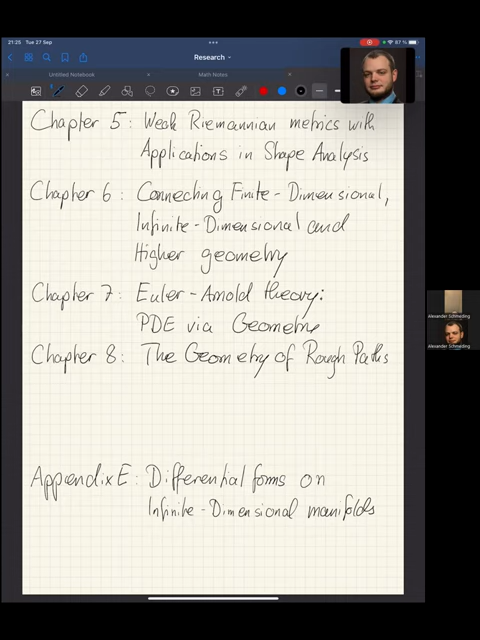 21:25 Tue 27 Sep
87 %
Research
Untitled Notebook
Math Notes
Chapter 5: Weak Riemannian metrics with
Applications in Shape Analysis
Chapter 6: Connecting Finite-Dimensional,
Infinite-Dimensional and
Higher geometry
Chapter 7: Euler-Arnold theory:
PDE via Geometry
Chapter 8: The Geometry of Rough Paths
Appendix E: Differential forms on
Infinite-Dimensional manifolds
Alexander Schmeding
Alexander Schmeding